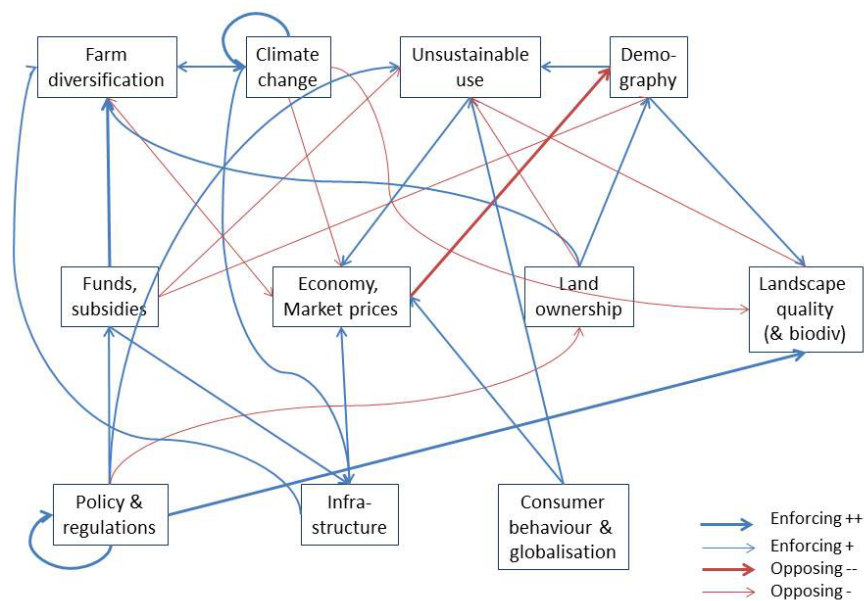 Farm
diversification
Climate
change
Unsustainable
use
Demo-
graphy
Funds,
subsidies
Economy,
Market prices
Land
ownership
Landscape
quality
(& biodiv)
Policy &
regulations
Infra-
structure
Consumer
behaviour &
globalisation
Enforcing ++
Enforcing +
Opposing --
Opposing -